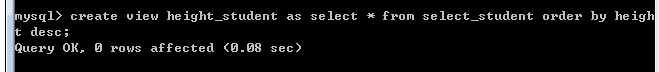 mysql> create view height_student as select * from select_student order by heigh
t desc;
Query OK, 0 rows affected (0.08 sec)